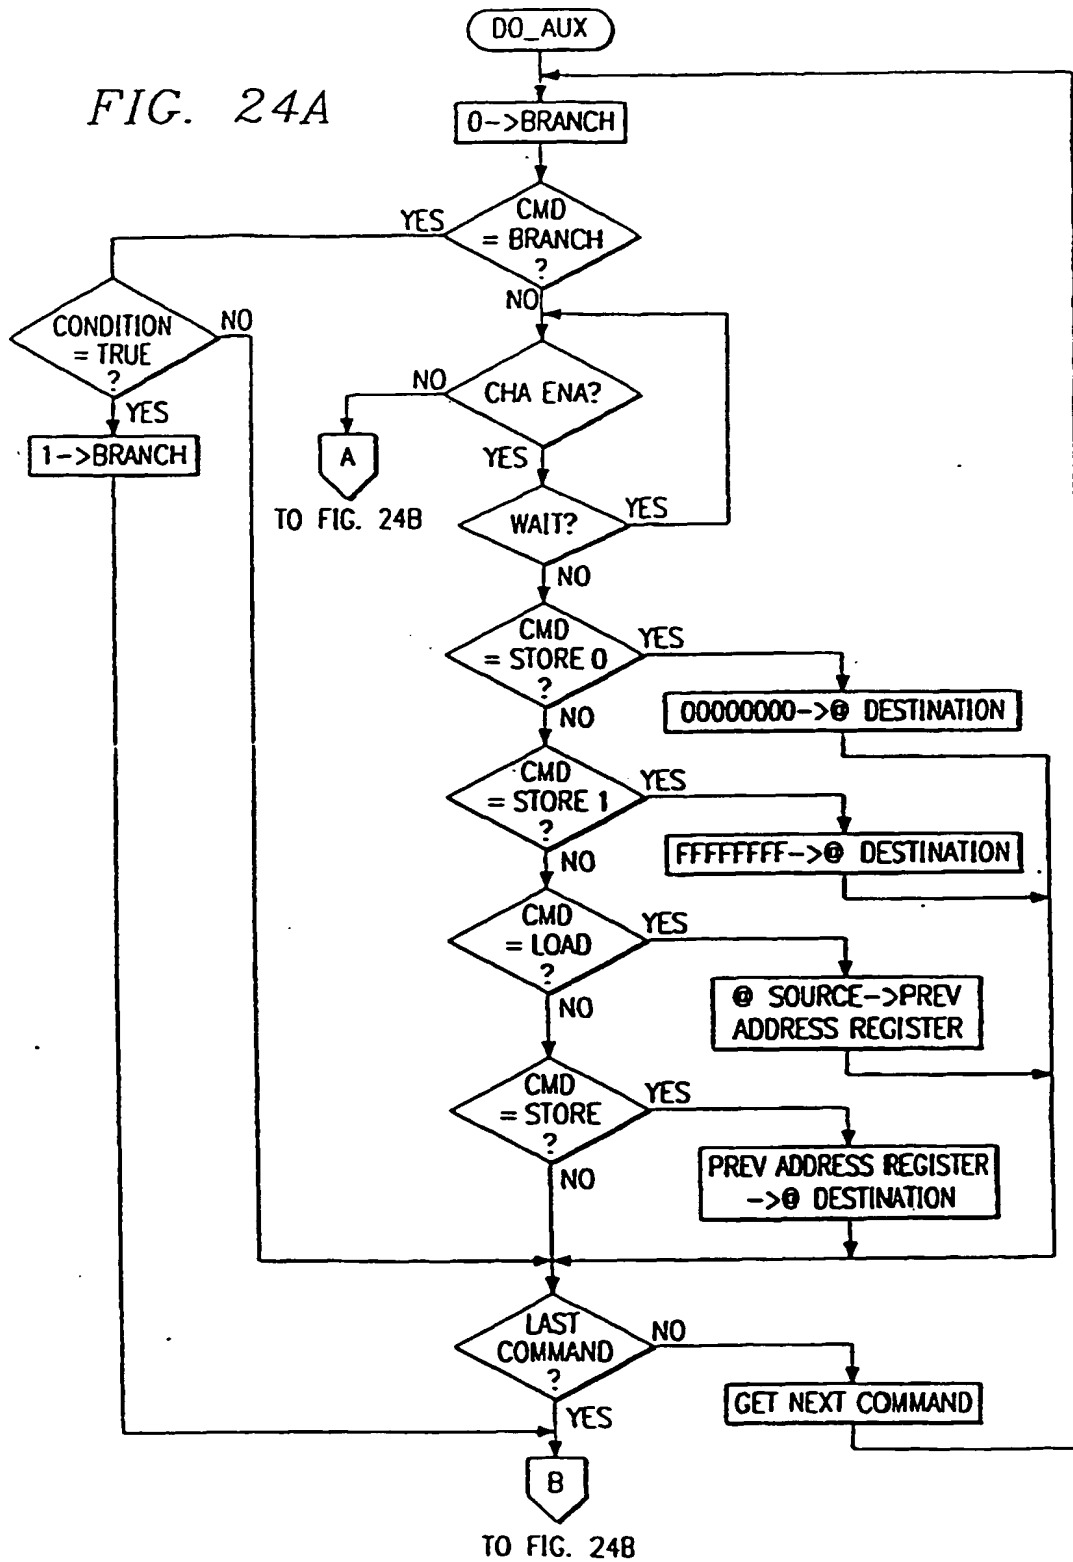 DO_AUX
FIG. 24A
0->BRANCH
CMD
= BRANCH
?
YES
NO
CONDITION
= TRUE
?
NO
YES
1->BRANCH
CHA ENA?
NO
YES
A
TO FIG. 24B
WAIT?
YES
NO
CMD
= STORE 0
?
YES
NO
00000000->@ DESTINATION
CMD
= STORE 1
?
YES
NO
FFFFFFFF->@ DESTINATION
CMD
= LOAD
?
YES
NO
@ SOURCE->PREV
ADDRESS REGISTER
CMD
= STORE
?
YES
NO
PREV ADDRESS REGISTER
->@ DESTINATION
LAST
COMMAND
?
NO
YES
GET NEXT COMMAND
B
TO FIG. 24B